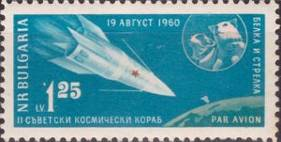 19 АВГУСТ 1960
БЕЛКА И СТРЕЛКА
NR BULGARIA
LV. 1 25
II СЪВЕТСКИ КОСМИЧЕСКИ КОРАБ
PAR AVION